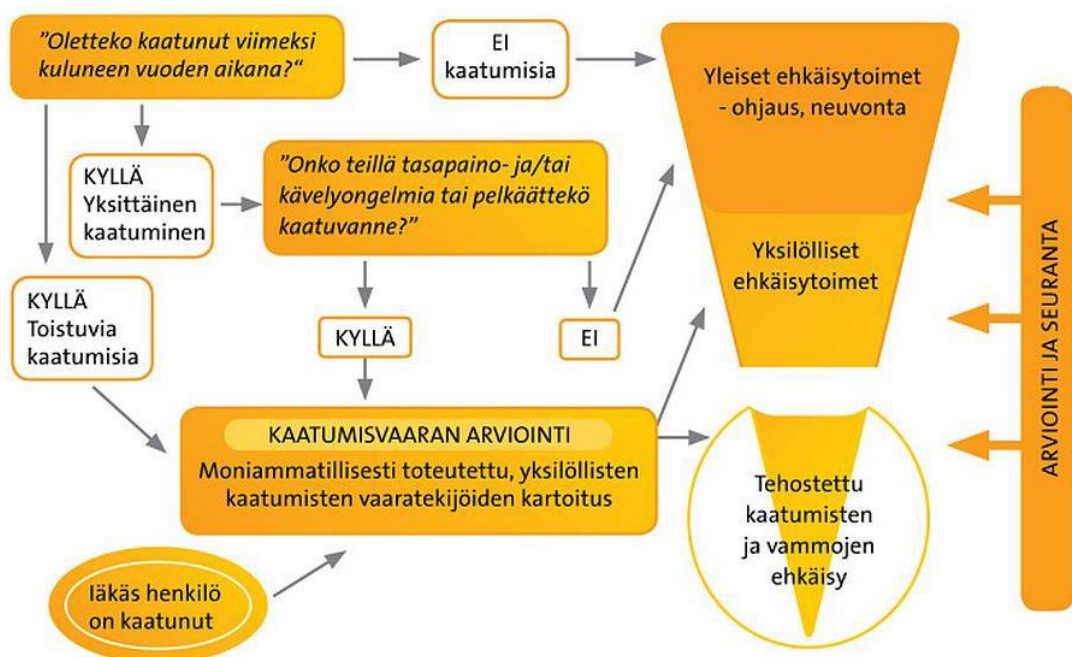 ”Oletteko kaatunut viimeksi
kuluneen vuoden aikana?“
EI
kaatumisia
Yleiset ehkäisytoimet
- ohjaus, neuvonta
KYLLÄ
Yksittäinen
kaatuminen
”Onko teillä tasapaino- ja/tai
kävelyongelmia tai pelkäättekö
kaatuvanne?”
Yksilölliset
ehkäisytoimet
KYLLÄ
Toistuvia
kaatumisia
KYLLÄ
EI
KAATUMISVAARAN ARVIOINTI
Moniammatillisesti toteutettu, yksilöllisten
kaatumisten vaaratekijöiden kartoitus
Tehostettu
kaatumisten
ja vammojen
ehkäisy
Iäkäs henkilö
on kaatunut
ARVIOINTI JA SEURANTA